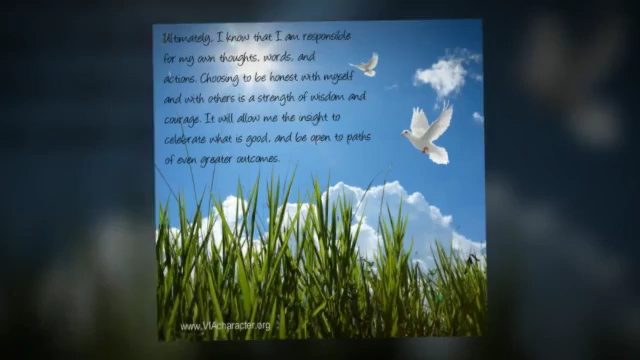 Ultimately, I know that I am responsible
for my own thoughts, words, and
actions. Choosing to be honest with myself
and with others is a strength of wisdom and
courage. It will allow me the insight to
celebrate what is good, and be open to paths
of even greater outcomes.
www.VIAcharacter.org